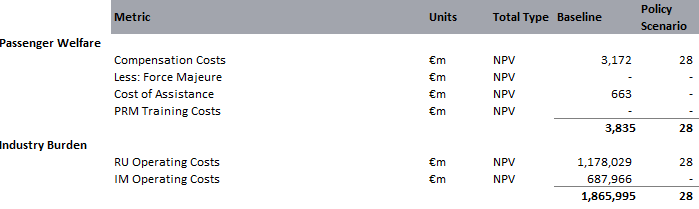 Metric Units Total Type Baseline Policy Scenario
Passenger Welfare
Compensation Costs €m NPV 3,172 28
Less: Force Majeure €m NPV - -
Cost of Assistance €m NPV 663 -
PRM Training Costs €m NPV - -
3,835 28
Industry Burden
RU Operating Costs €m NPV 1,178,029 28
IM Operating Costs €m NPV 687,966 -
1,865,995 28